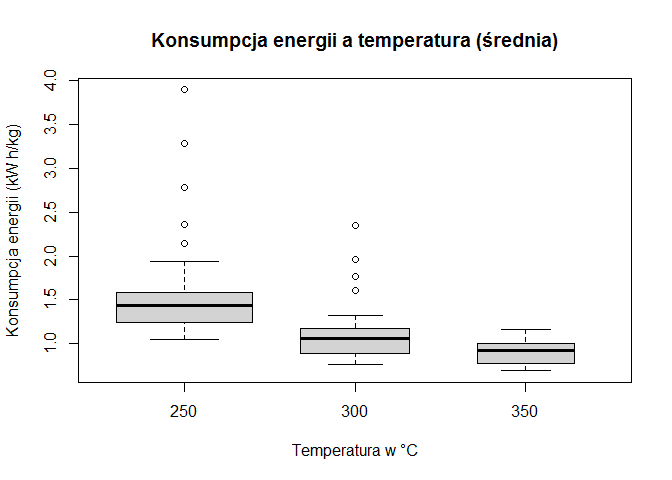 Konsumpcja energii a temperatura (średnia)
Konsumpcja energii (kW h/kg)
4.0
3.5
3.0
2.5
2.0
1.5
1.0
250 300 350
Temperatura w °C